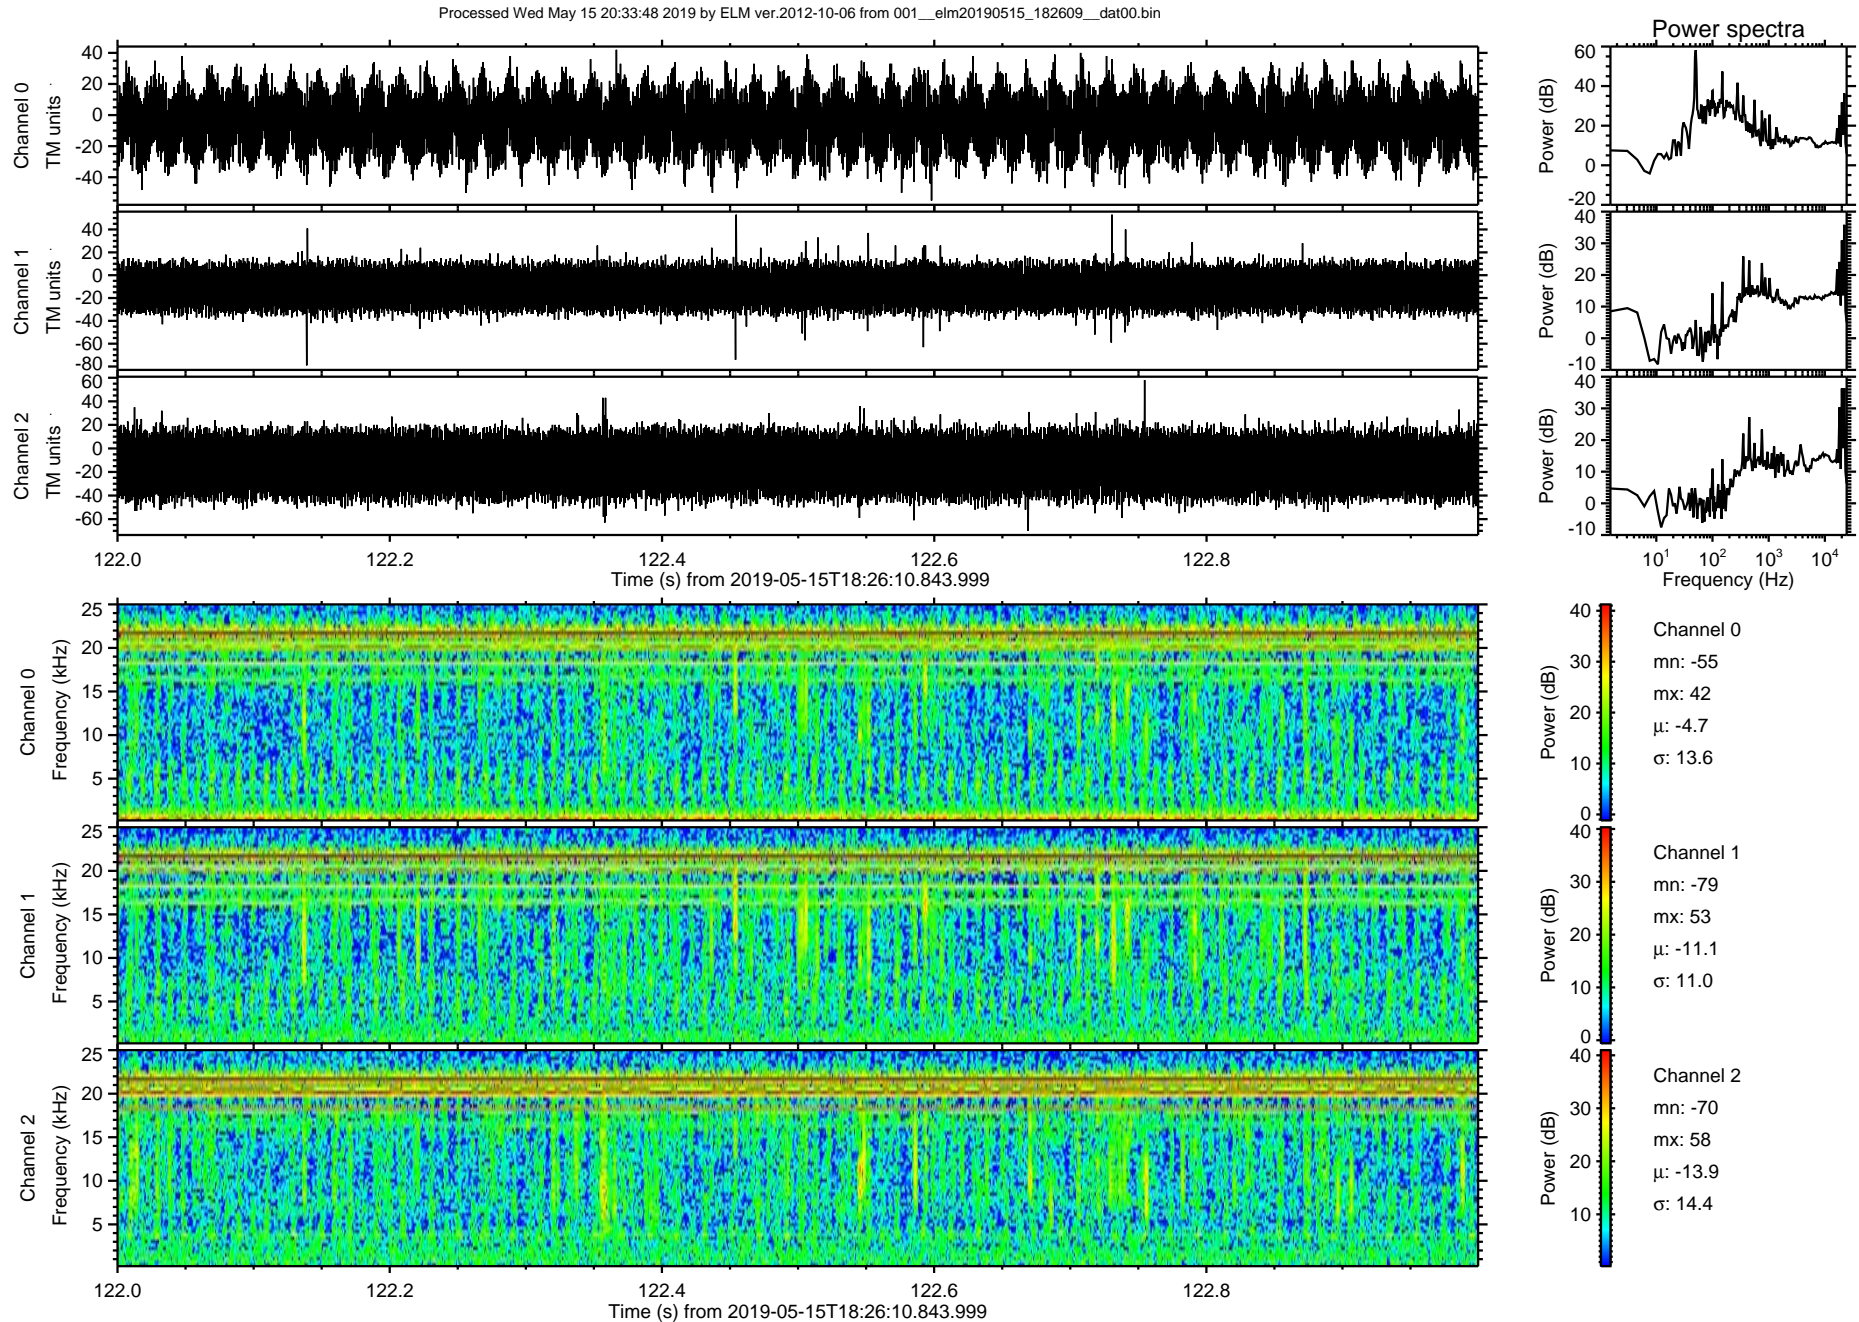 Processed Wed May 15 20:33:48 2019 by ELM ver.2012-10-06 from 001__elm20190515_182609__dat00.bin
Power spectra
Channel 0
TM units
40
20
0
-20
-40
Power (dB)
60
40
20
0
-20
Channel 1
TM units
40
20
0
-20
-40
-60
-80
Power (dB)
40
30
20
10
0
-10
Channel 2
TM units
60
40
20
0
-20
-40
-60
Power (dB)
40
30
20
10
0
-10
122.0 122.2 122.4 122.6 122.8
Time (s) from 2019-05-15T18:26:10.843.999
10^1 10^2 10^3 10^4
Frequency (Hz)
Channel 0
Frequency (kHz)
25
20
15
10
5
Power (dB)
40
30
20
10
0
Channel 0
mn: -55
mx: 42
μ: -4.7
σ: 13.6
Channel 1
Frequency (kHz)
25
20
15
10
5
Power (dB)
40
30
20
10
0
Channel 1
mn: -79
mx: 53
μ: -11.1
σ: 11.0
Channel 2
Frequency (kHz)
25
20
15
10
5
Power (dB)
40
30
20
10
Channel 2
mn: -70
mx: 58
μ: -13.9
σ: 14.4
122.0 122.2 122.4 122.6 122.8
Time (s) from 2019-05-15T18:26:10.843.999